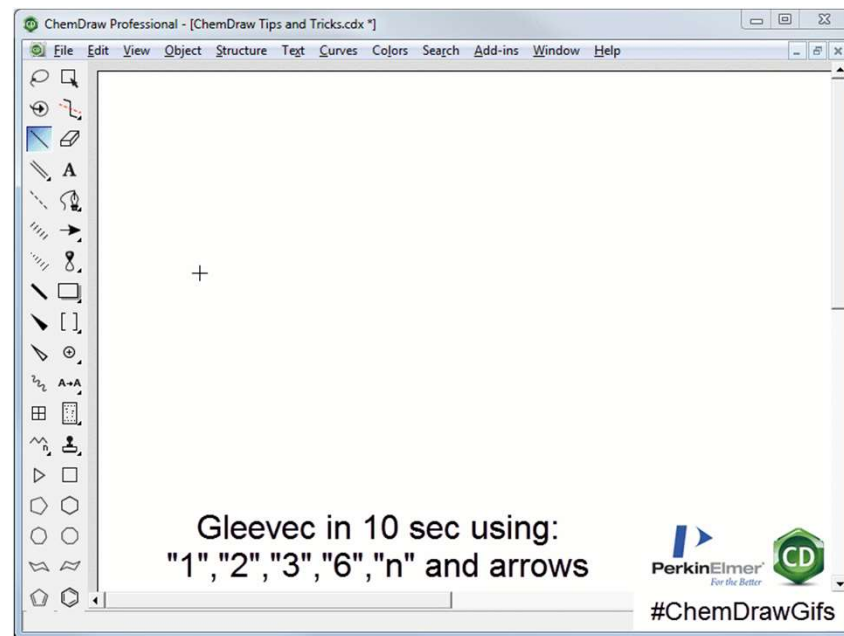 ChemDraw Professional - [ChemDraw Tips and Tricks.cdx *]
File Edit View Object Structure Text Curves Colors Search Add-ins Window Help
A
A→A
n
Gleevec in 10 sec using:
"1","2","3","6","n" and arrows
PerkinElmer
For the Better
CD
#ChemDrawGifs